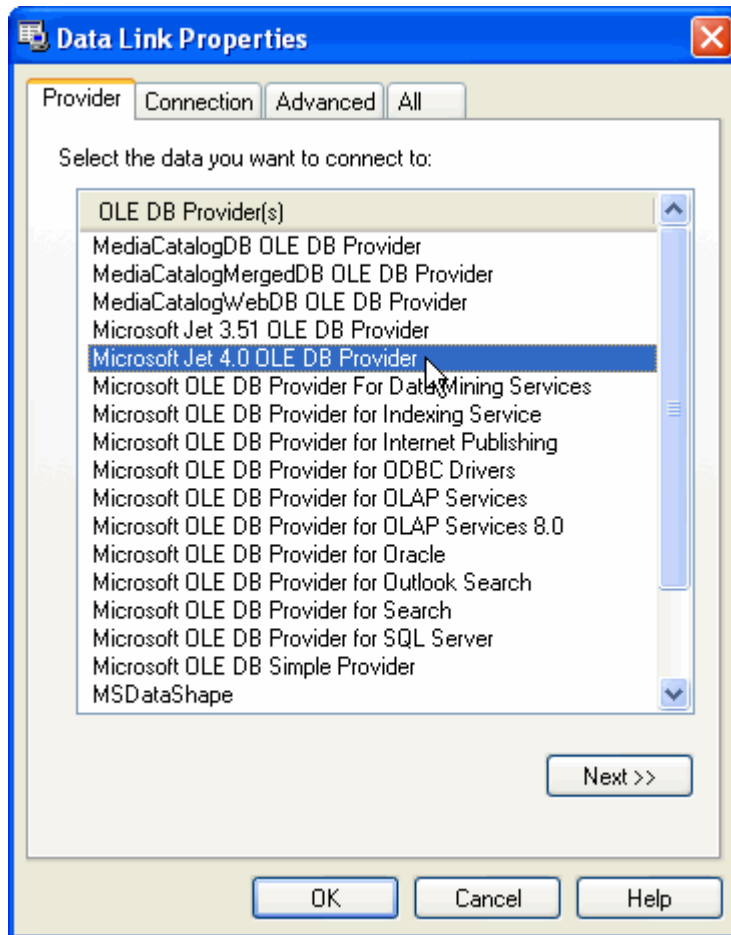 Data Link Properties
Provider Connection Advanced All
Select the data you want to connect to:
OLE DB Provider(s)
MediaCatalogDB OLE DB Provider
MediaCatalogMergedDB OLE DB Provider
MediaCatalogWebDB OLE DB Provider
Microsoft Jet 3.51 OLE DB Provider
Microsoft Jet 4.0 OLE DB Provider
Microsoft OLE DB Provider For Data Mining Services
Microsoft OLE DB Provider for Indexing Service
Microsoft OLE DB Provider for Internet Publishing
Microsoft OLE DB Provider for ODBC Drivers
Microsoft OLE DB Provider for OLAP Services
Microsoft OLE DB Provider for OLAP Services 8.0
Microsoft OLE DB Provider for Oracle
Microsoft OLE DB Provider for Outlook Search
Microsoft OLE DB Provider for Search
Microsoft OLE DB Provider for SQL Server
Microsoft OLE DB Simple Provider
MSDataShape
Next >>
OK Cancel Help